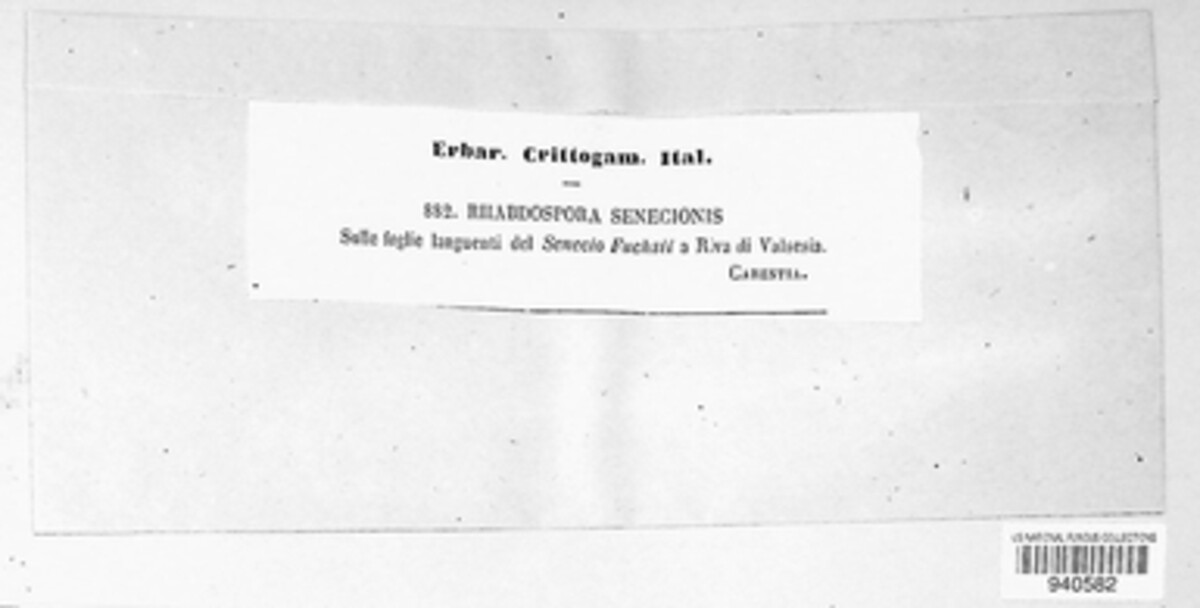 Erbar. Crittogam. Ital.
882. RHABDOSPORA SENECIONIS
Sulle foglie languenti del Senecio Fuchsii a Riva di Valsesia.
CARESTIA.
US NATIONAL FUNGUS COLLECTIONS
940582